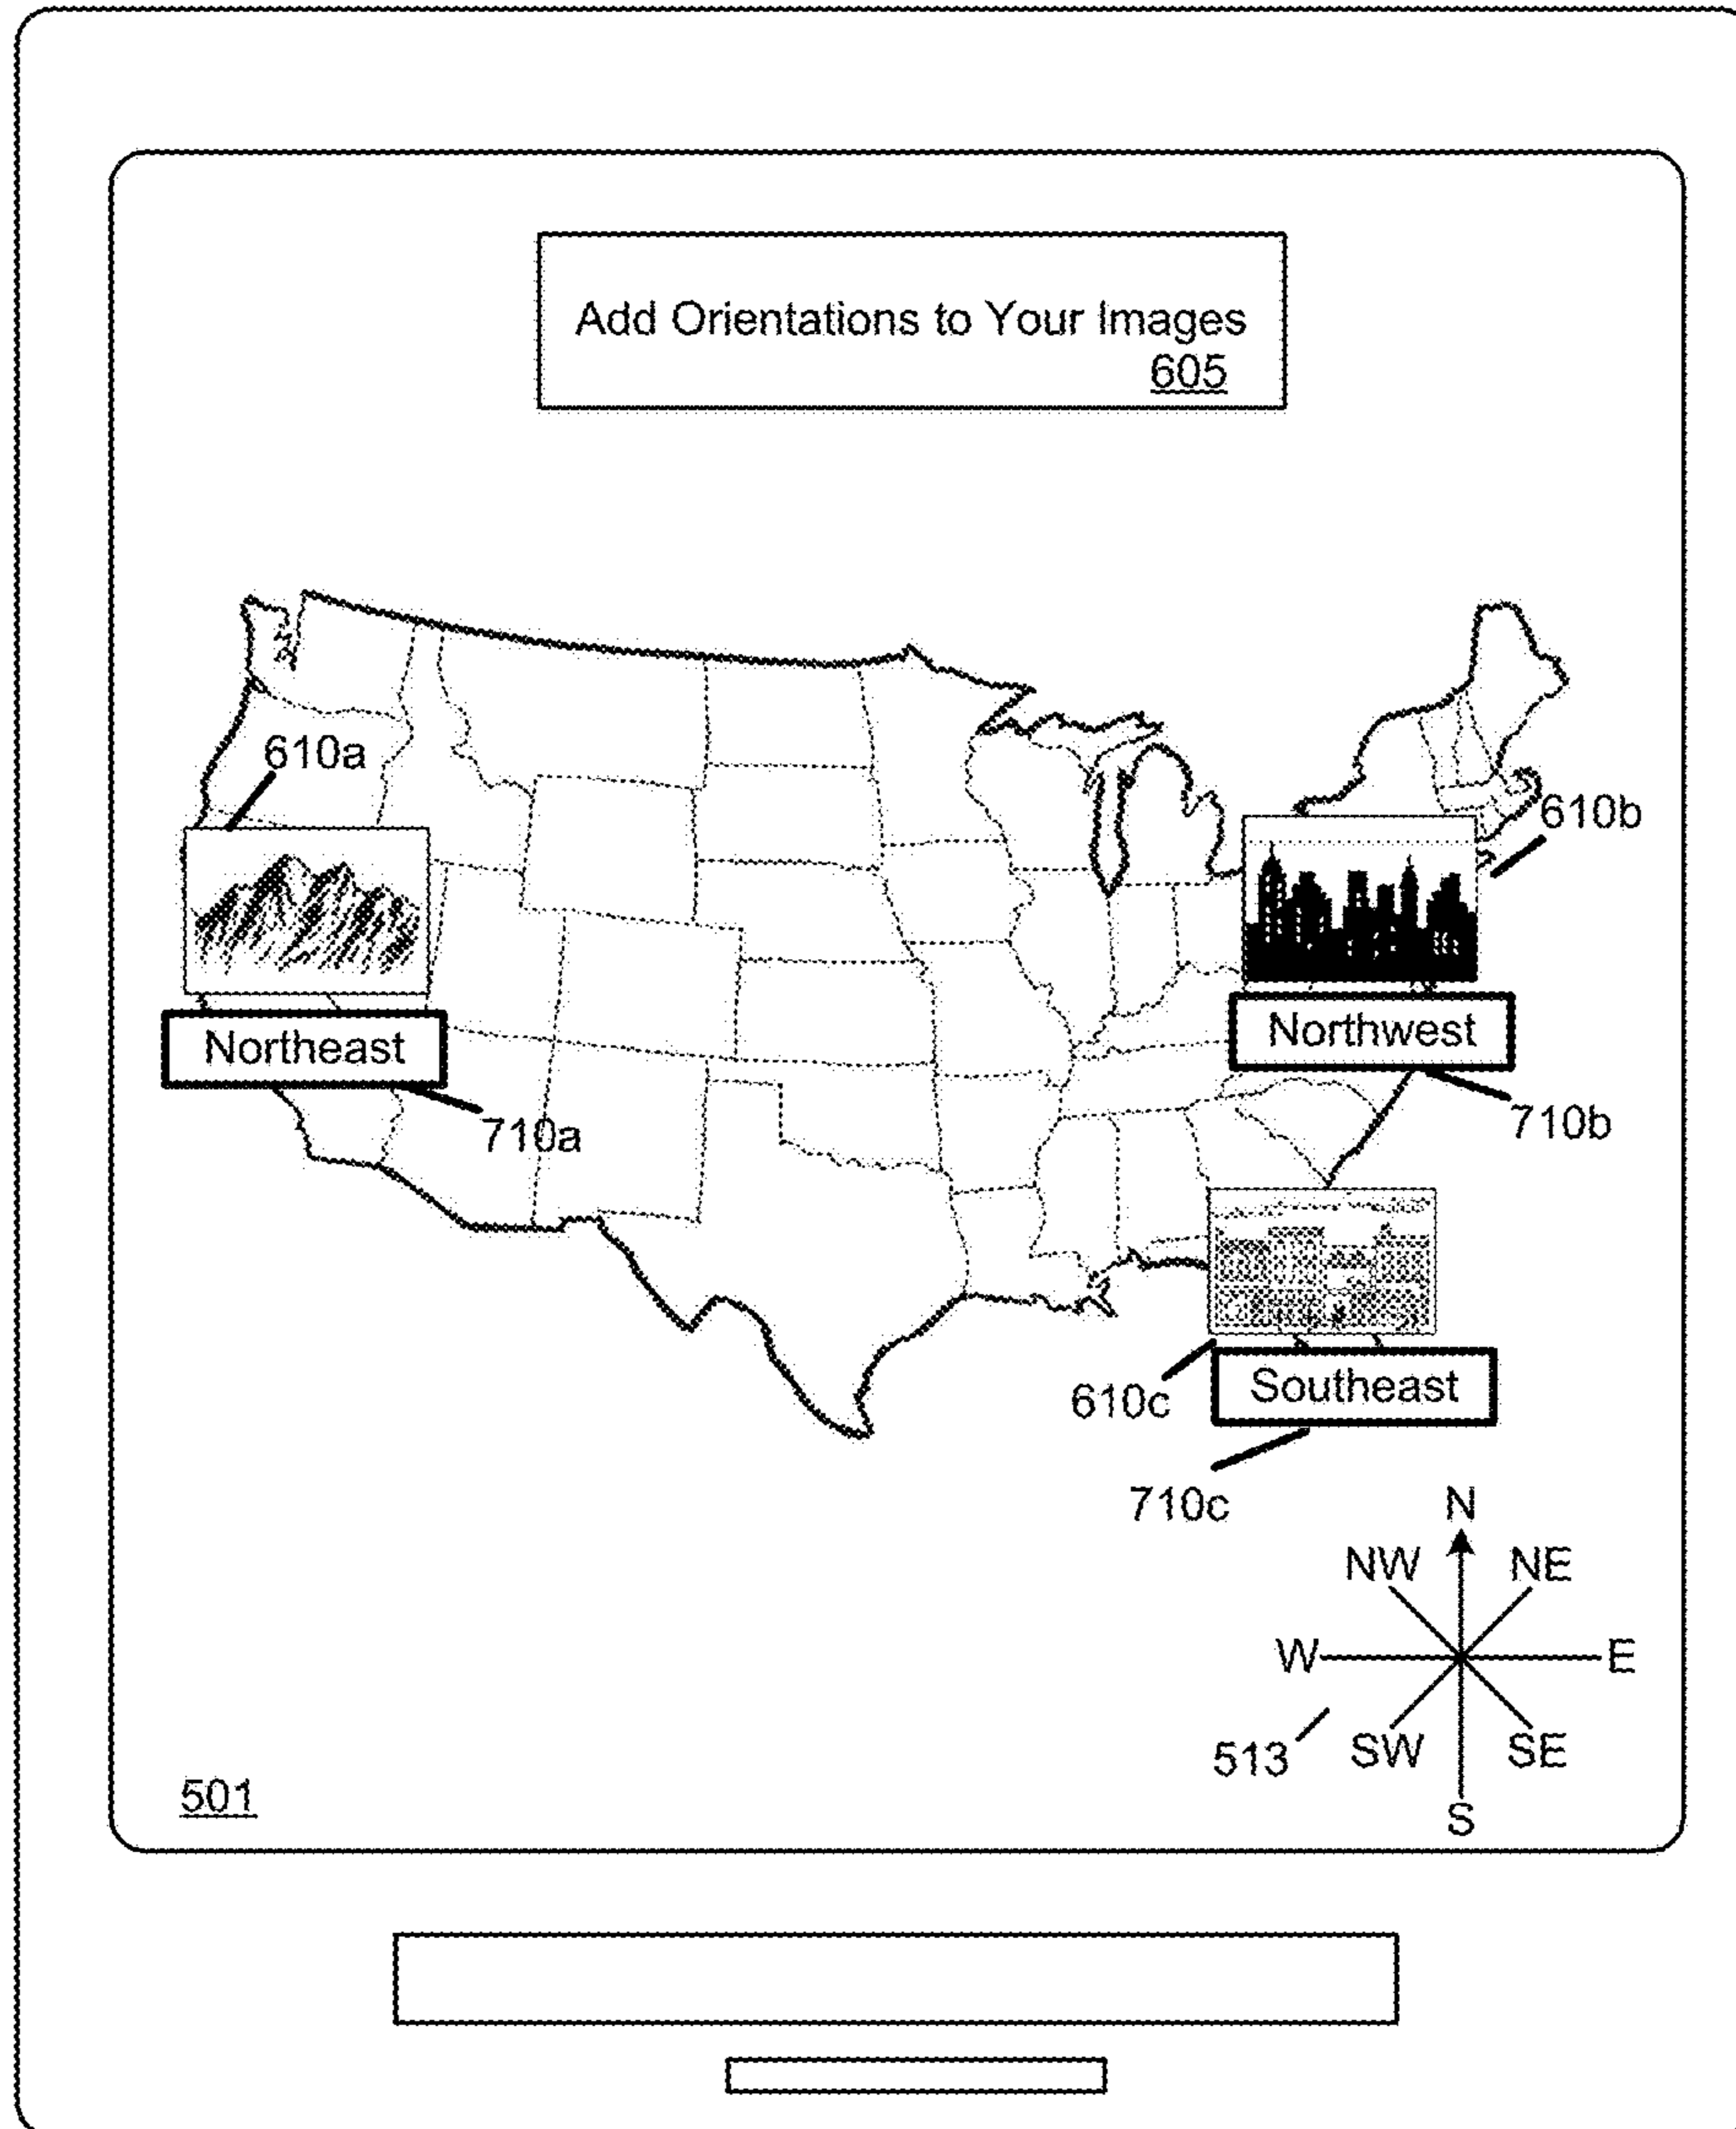 Add Orientations to Your Images
605
610a
610b
Northeast
Northwest
710a
710b
610c
Southeast
710c
N
NW
NE
W
E
513
SW
SE
501
S